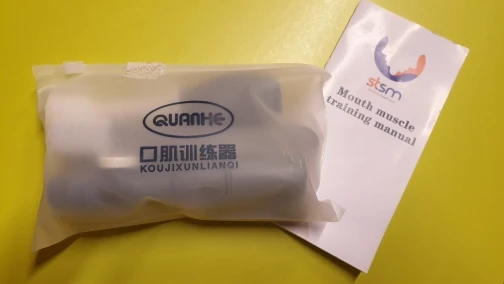 QUANHE
口肌训练器
KOUJIXUNLIANQI
stsm
Mouth muscle
training manual